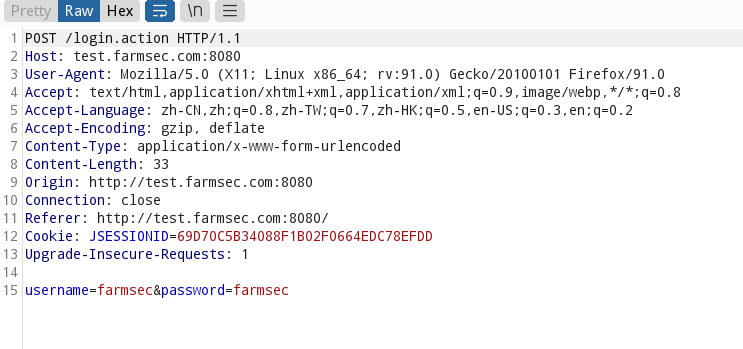 Pretty Raw Hex \n
1 POST /login.action HTTP/1.1
2 Host: test.farmsec.com:8080
3 User-Agent: Mozilla/5.0 (X11; Linux x86_64; rv:91.0) Gecko/20100101 Firefox/91.0
4 Accept: text/html,application/xhtml+xml,application/xml;q=0.9,image/webp,*/*;q=0.8
5 Accept-Language: zh-CN,zh;q=0.8,zh-TW;q=0.7,zh-HK;q=0.5,en-US;q=0.3,en;q=0.2
6 Accept-Encoding: gzip, deflate
7 Content-Type: application/x-www-form-urlencoded
8 Content-Length: 33
9 Origin: http://test.farmsec.com:8080
10 Connection: close
11 Referer: http://test.farmsec.com:8080/
12 Cookie: JSESSIONID=69D70C5B34088F1B02F0664EDC78EFDD
13 Upgrade-Insecure-Requests: 1
14
15 username=farmsec&password=farmsec